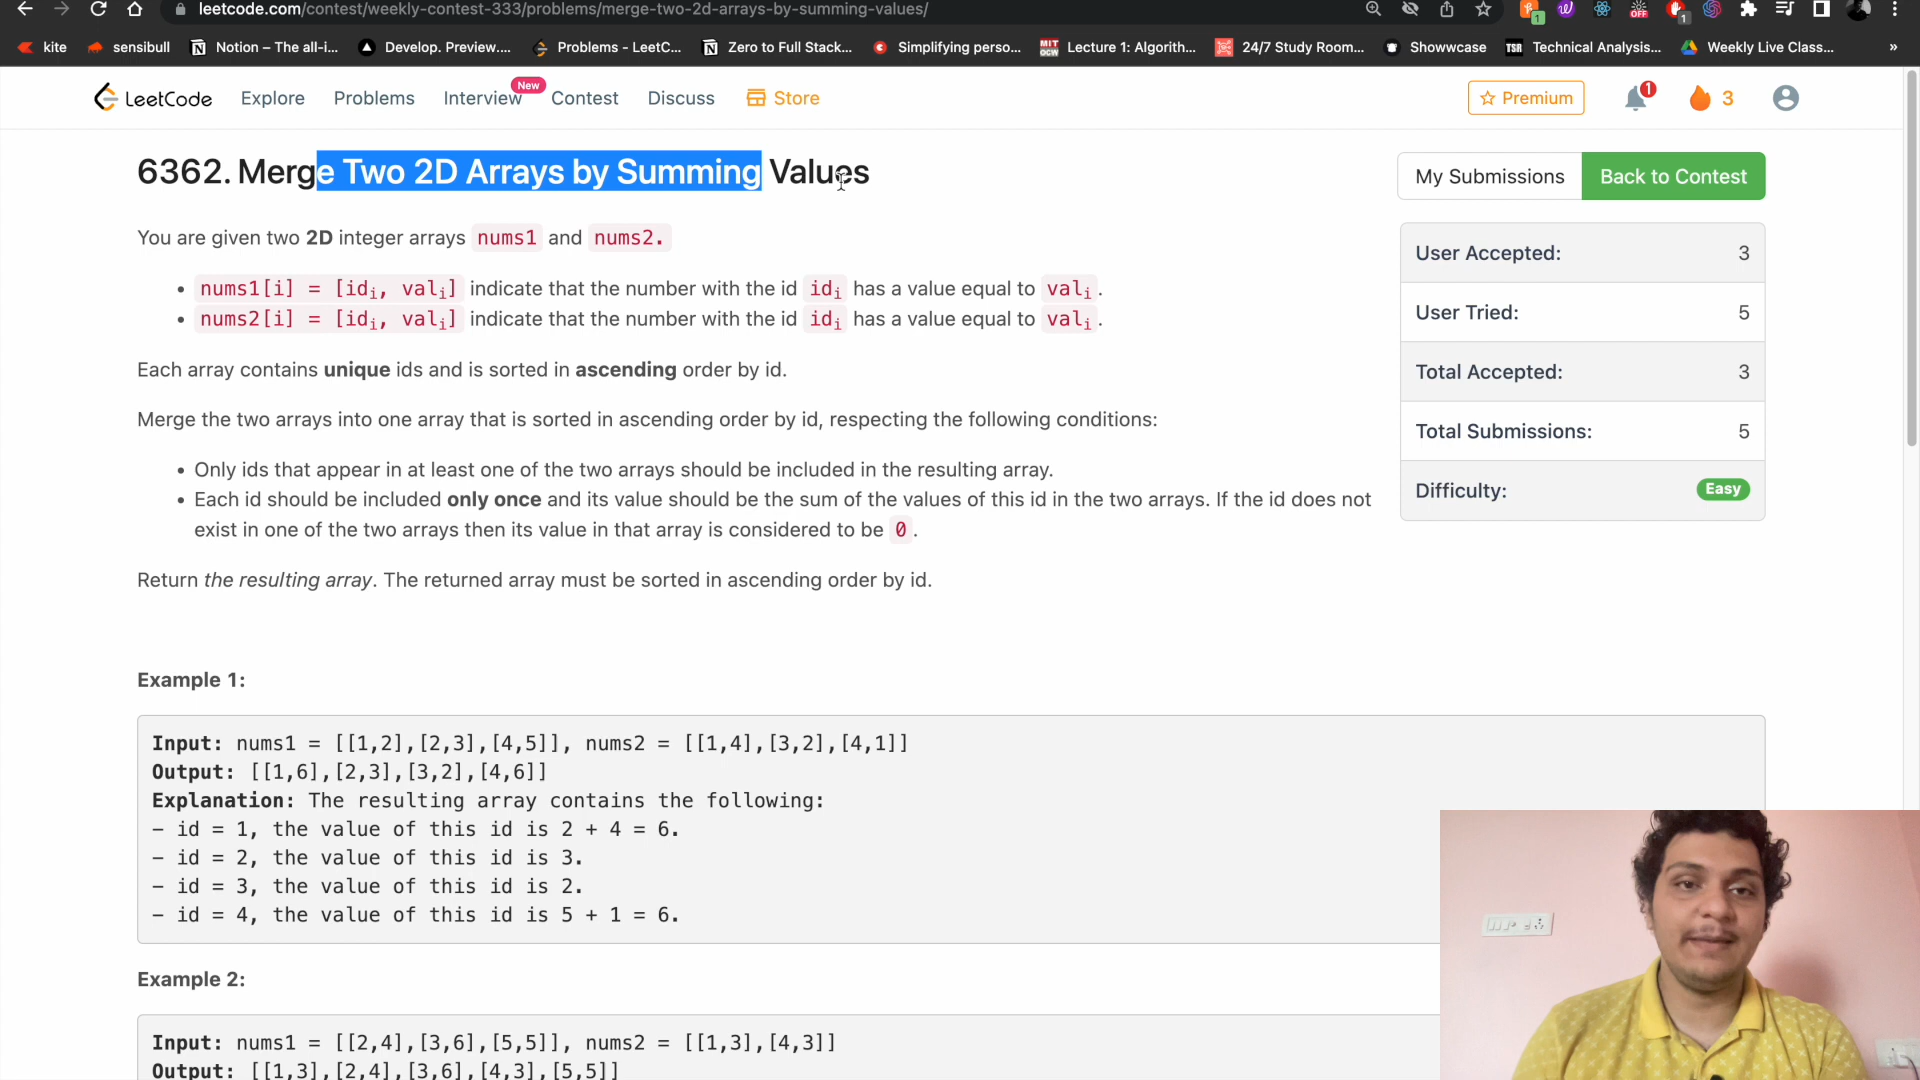 leetcode.com/contest/weekly-contest-333/problems/merge-two-2d-arrays-by-summing-values/
kite sensibull Notion – The all-i... Develop. Preview.... Problems - LeetC... Zero to Full Stack... Simplifying perso... MIT OCW Lecture 1: Algorith... 24/7 Study Room... Showwcase TSR Technical Analysis... Weekly Live Class... »
LeetCode Explore Problems Interview New Contest Discuss Store Premium 1 3
6362. Merge Two 2D Arrays by Summing Values
My Submissions Back to Contest
You are given two 2D integer arrays nums1 and nums2.
• nums1[i] = [idi, vali] indicate that the number with the id idi has a value equal to vali.
• nums2[i] = [idi, vali] indicate that the number with the id idi has a value equal to vali.
Each array contains unique ids and is sorted in ascending order by id.
Merge the two arrays into one array that is sorted in ascending order by id, respecting the following conditions:
• Only ids that appear in at least one of the two arrays should be included in the resulting array.
• Each id should be included only once and its value should be the sum of the values of this id in the two arrays. If the id does not
exist in one of the two arrays then its value in that array is considered to be 0.
Return the resulting array. The returned array must be sorted in ascending order by id.
User Accepted: 3
User Tried: 5
Total Accepted: 3
Total Submissions: 5
Difficulty: Easy
Example 1:
Input: nums1 = [[1,2],[2,3],[4,5]], nums2 = [[1,4],[3,2],[4,1]]
Output: [[1,6],[2,3],[3,2],[4,6]]
Explanation: The resulting array contains the following:
- id = 1, the value of this id is 2 + 4 = 6.
- id = 2, the value of this id is 3.
- id = 3, the value of this id is 2.
- id = 4, the value of this id is 5 + 1 = 6.
Example 2:
Input: nums1 = [[2,4],[3,6],[5,5]], nums2 = [[1,3],[4,3]]
Output: [[1,3],[2,4],[3,6],[4,3],[5,5]]